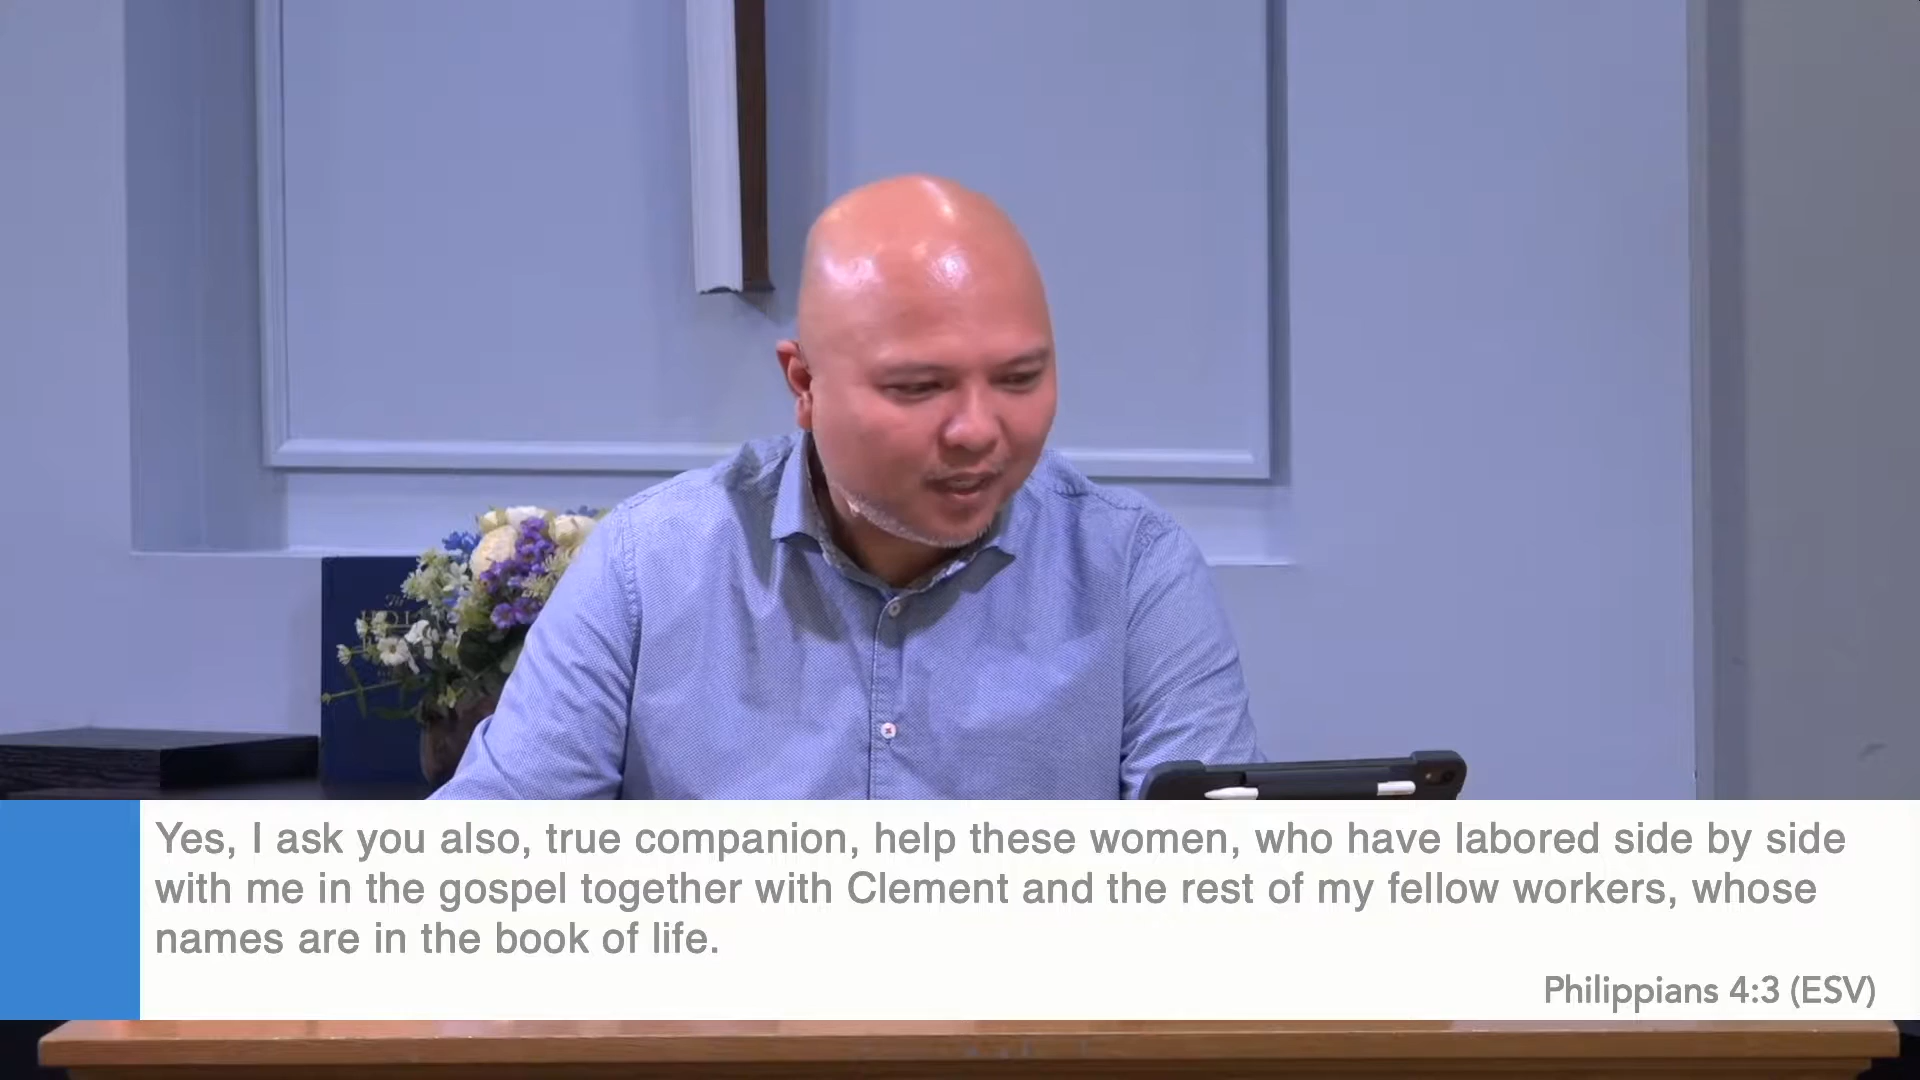 The
HOL
Yes, I ask you also, true companion, help these women, who have labored side by side
with me in the gospel together with Clement and the rest of my fellow workers, whose
names are in the book of life.
Philippians 4:3 (ESV)